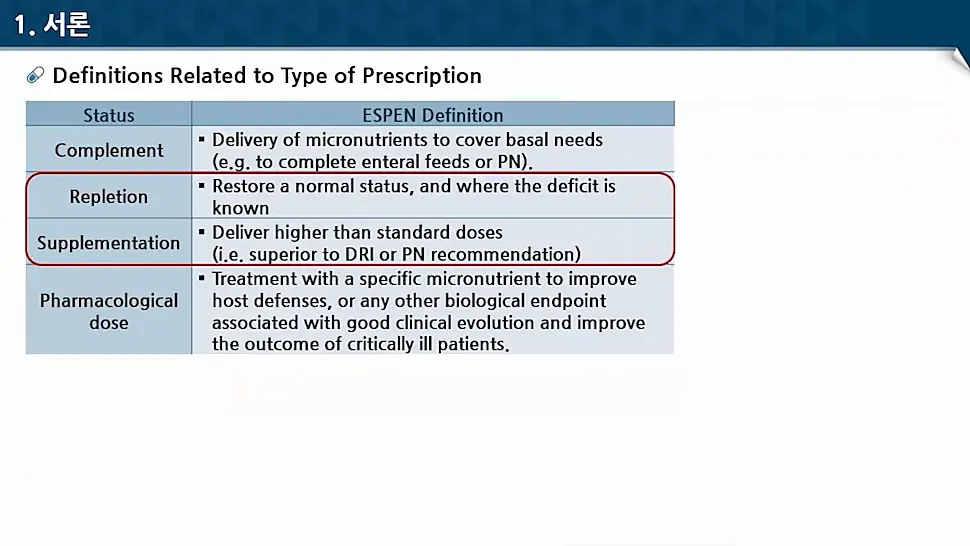 1. 서론
Definitions Related to Type of Prescription
Status
ESPEN Definition
Complement
▪ Delivery of micronutrients to cover basal needs
(e.g. to complete enteral feeds or PN).
Repletion
▪ Restore a normal status, and where the deficit is
known
Supplementation
▪ Deliver higher than standard doses
(i.e. superior to DRI or PN recommendation)
Pharmacological
dose
▪ Treatment with a specific micronutrient to improve
host defenses, or any other biological endpoint
associated with good clinical evolution and improve
the outcome of critically ill patients.